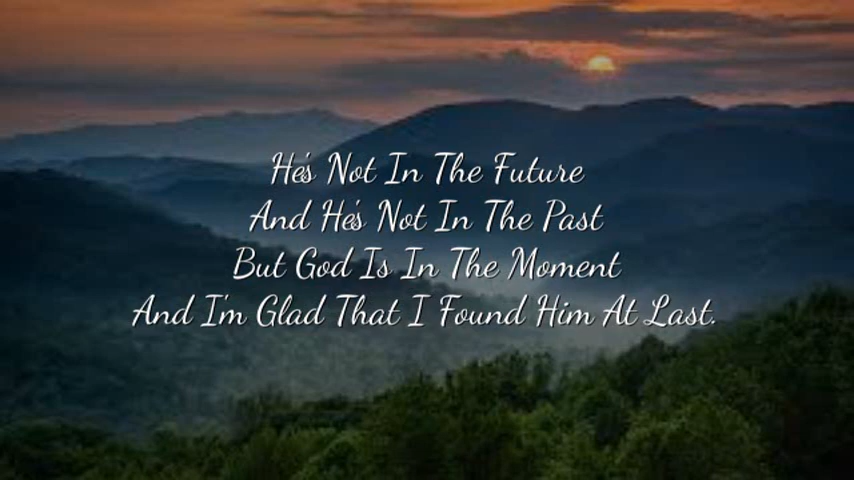 He's Not In The Future
And He's Not In The Past
But God Is In The Moment
And I'm Glad That I Found Him At Last.